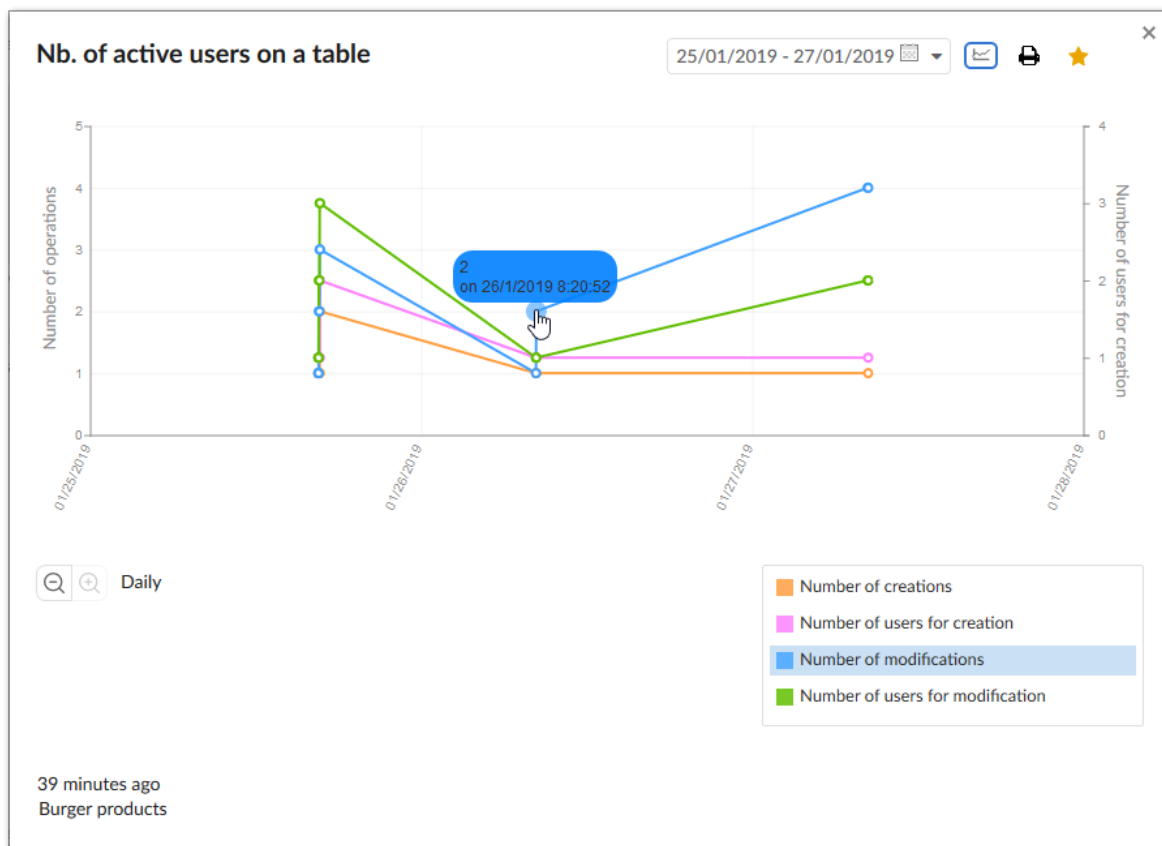 ×
Nb. of active users on a table
25/01/2019 - 27/01/2019
5
4
3
2
1
0
Number of operations
4
3
2
1
0
Number of users for creation
2
on 26/1/2019 8:20:52
01/25/2019
01/26/2019
01/27/2019
01/28/2019
Daily
Number of creations
Number of users for creation
Number of modifications
Number of users for modification
39 minutes ago
Burger products